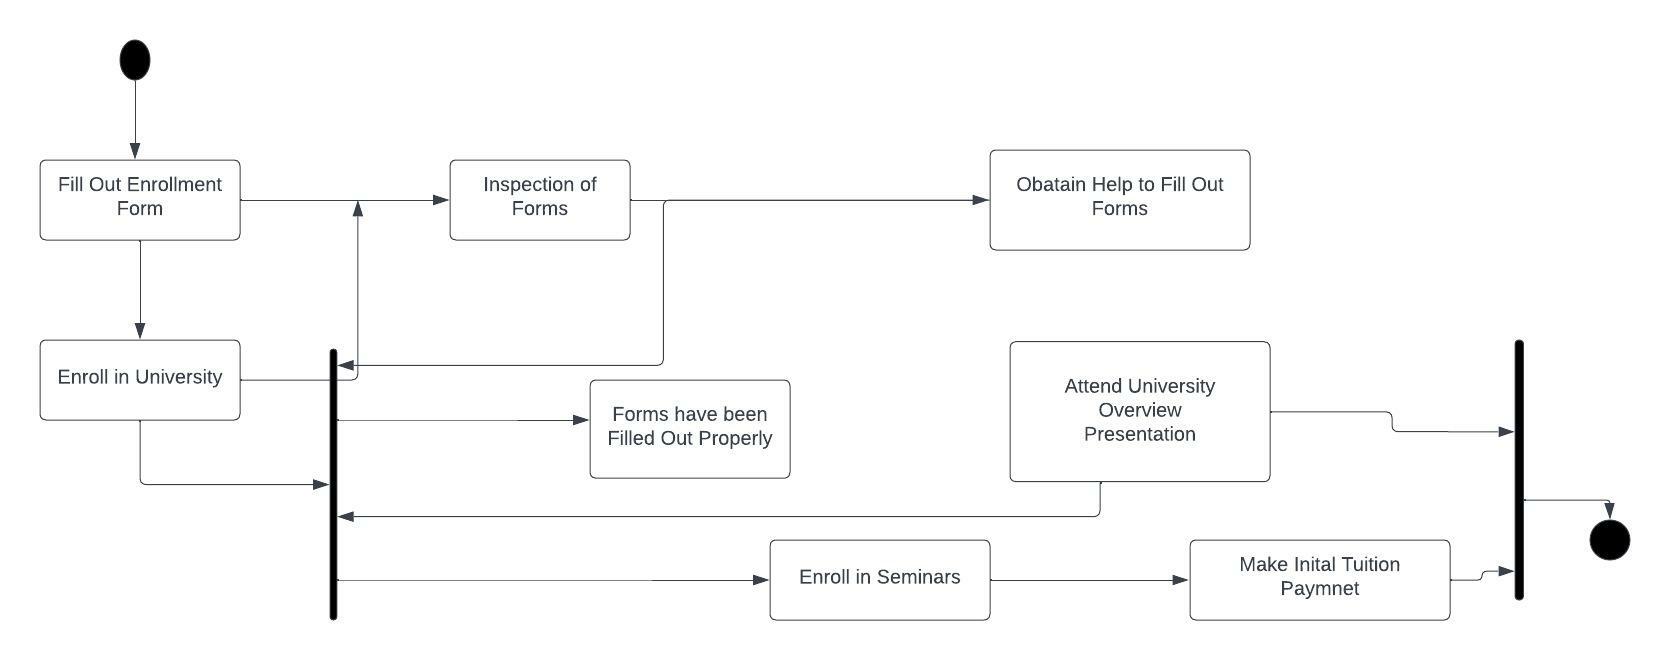 Fill Out Enrollment
Form
Inspection of
Forms
Obatain Help to Fill Out
Forms
Enroll in University
Forms have been
Filled Out Properly
Attend University
Overview
Presentation
Enroll in Seminars
Make Inital Tuition
Paymnet